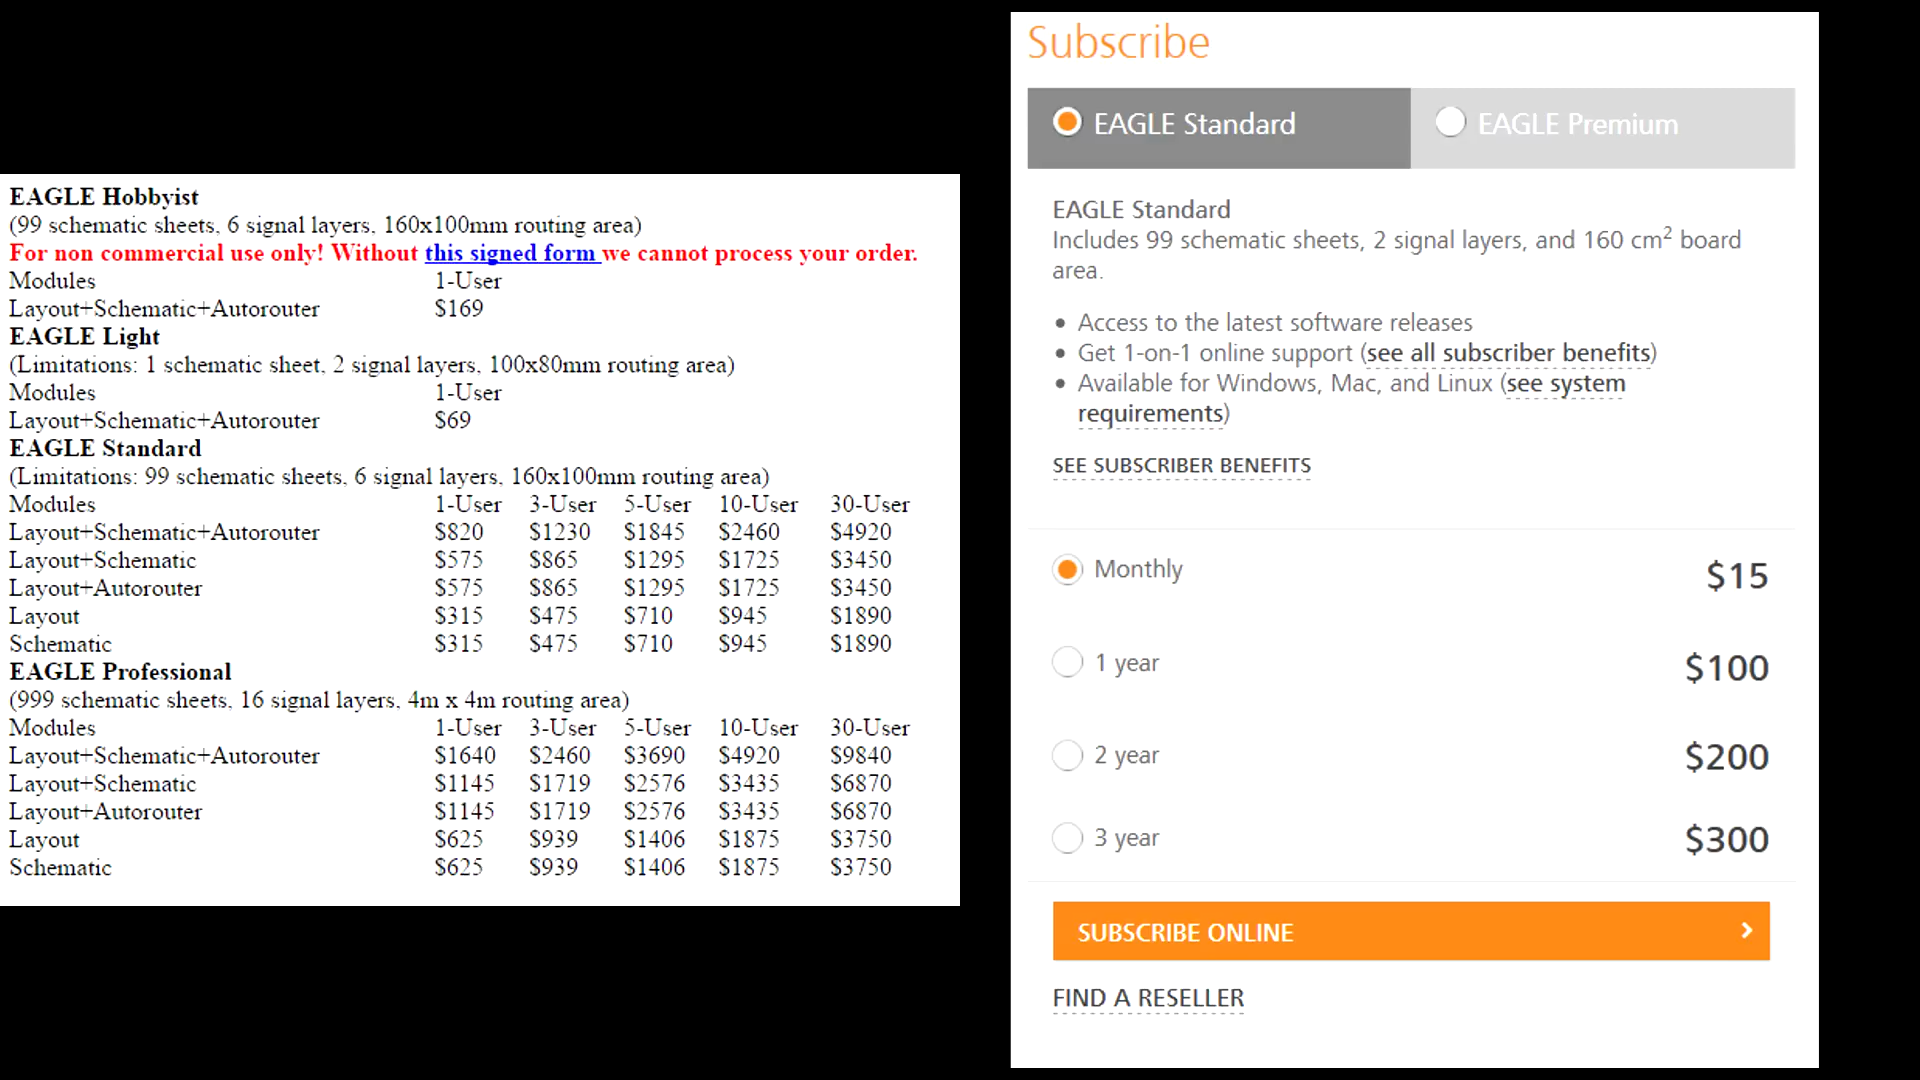 EAGLE Hobbyist
(99 schematic sheets, 6 signal layers, 160x100mm routing area)
For non commercial use only! Without this signed form we cannot process your order.
Modules 1-User
Layout+Schematic+Autorouter $169
EAGLE Light
(Limitations: 1 schematic sheet, 2 signal layers, 100x80mm routing area)
Modules 1-User
Layout+Schematic+Autorouter $69
EAGLE Standard
(Limitations: 99 schematic sheets, 6 signal layers, 160x100mm routing area)
Modules 1-User 3-User 5-User 10-User 30-User
Layout+Schematic+Autorouter $820 $1230 $1845 $2460 $4920
Layout+Schematic $575 $865 $1295 $1725 $3450
Layout+Autorouter $575 $865 $1295 $1725 $3450
Layout $315 $475 $710 $945 $1890
Schematic $315 $475 $710 $945 $1890
EAGLE Professional
(999 schematic sheets, 16 signal layers, 4m x 4m routing area)
Modules 1-User 3-User 5-User 10-User 30-User
Layout+Schematic+Autorouter $1640 $2460 $3690 $4920 $9840
Layout+Schematic $1145 $1719 $2576 $3435 $6870
Layout+Autorouter $1145 $1719 $2576 $3435 $6870
Layout $625 $939 $1406 $1875 $3750
Schematic $625 $939 $1406 $1875 $3750
Subscribe
EAGLE Standard EAGLE Premium
EAGLE Standard
Includes 99 schematic sheets, 2 signal layers, and 160 cm² board
area.
• Access to the latest software releases
• Get 1-on-1 online support (see all subscriber benefits)
• Available for Windows, Mac, and Linux (see system
requirements)
SEE SUBSCRIBER BENEFITS
Monthly $15
1 year $100
2 year $200
3 year $300
SUBSCRIBE ONLINE
FIND A RESELLER